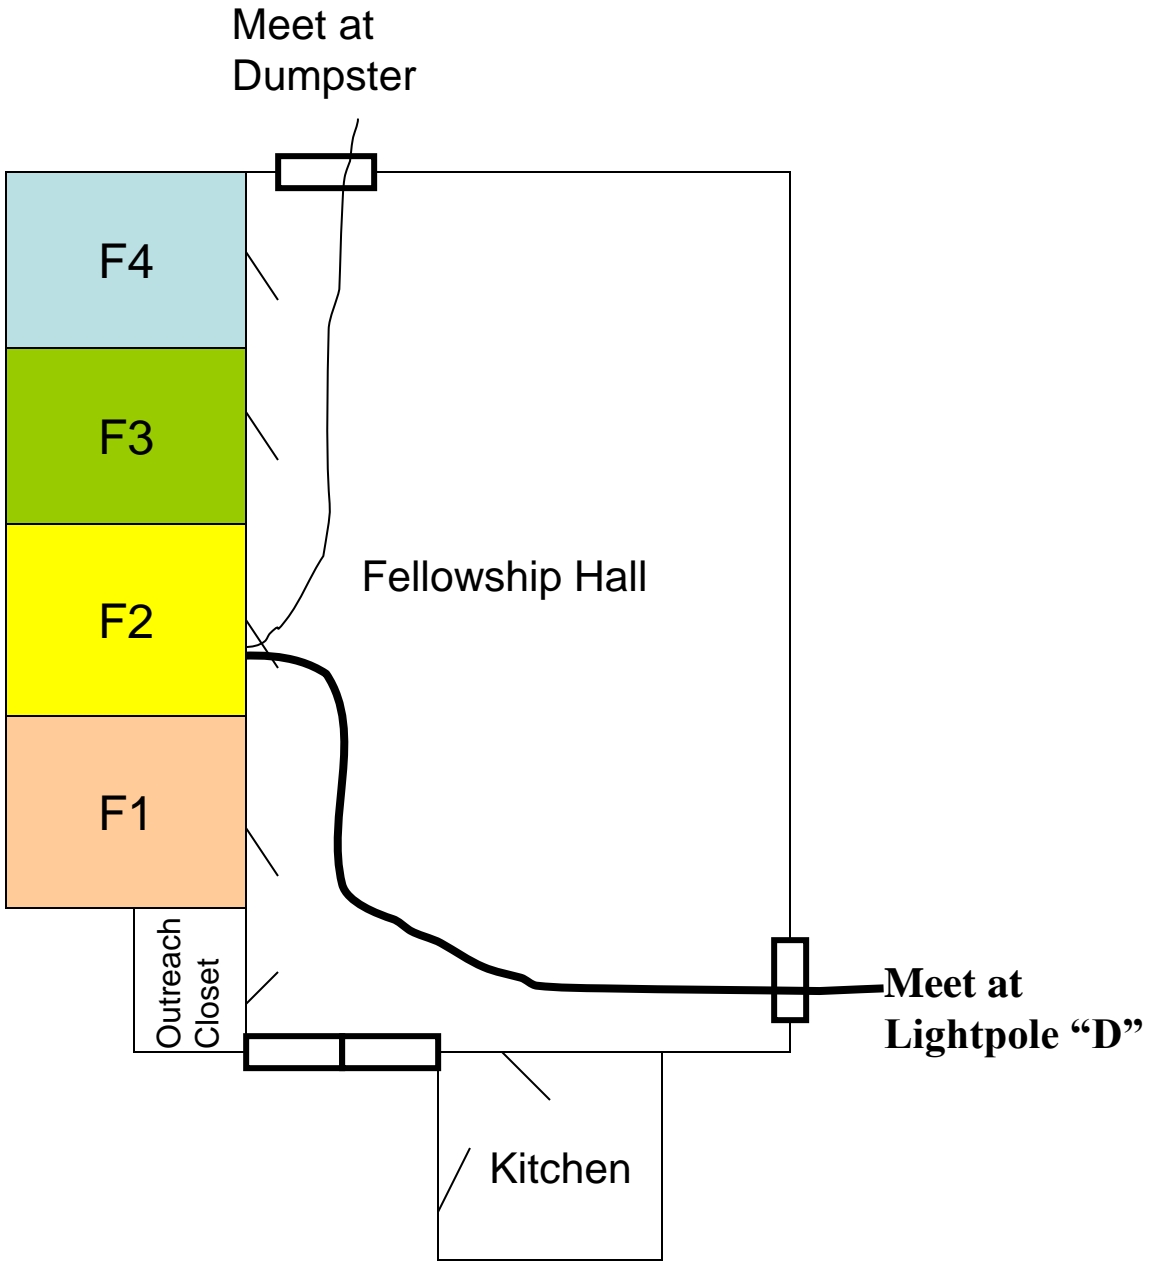 Meet at
Dumpster
F4
F3
Fellowship Hall
F2
F1
Outreach
Closet
Meet at
Lightpole “D”
Kitchen